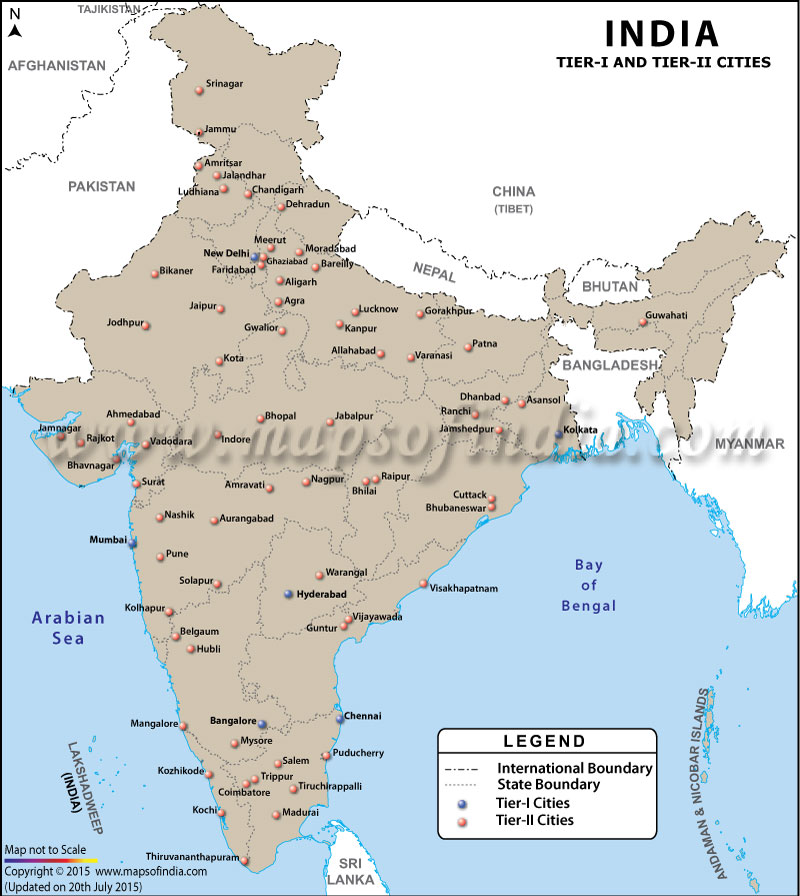 N
TAJIKISTAN
INDIA
TIER-I AND TIER-II CITIES
AFGHANISTAN
Srinagar
Jammu
Amritsar
Jalandhar
PAKISTAN
Ludhiana
Chandigarh
CHINA
(TIBET)
Dehradun
Meerut
New Delhi
Moradabad
Ghaziabad
Faridabad
Bareilly
NEPAL
Bikaner
Aligarh
BHUTAN
Agra
Jaipur
Lucknow
Gorakhpur
Guwahati
Jodhpur
Gwalior
Kanpur
Patna
Allahabad
Varanasi
Kota
BANGLADESH
Dhanbad
Asansol
Ahmedabad
Bhopal
Jabalpur
Ranchi
Jamnagar
Rajkot
Vadodara
Indore
Jamshedpur
Kolkata
www.mapsofindia.com
MYANMAR
Bhavnagar
Surat
Amravati
Nagpur
Raipur
Bhilai
Cuttack
Bhubaneswar
Nashik
Aurangabad
Mumbai
Pune
Warangal
Bay
of
Bengal
Solapur
Hyderabad
Visakhapatnam
Kolhapur
Arabian
Sea
Vijayawada
Guntur
Belgaum
Hubli
Mangalore
Bangalore
Chennai
Mysore
Puducherry
LAKSHADWEEP
(INDIA)
Kozhikode
Salem
Trippur
Coimbatore
Tiruchirappalli
Kochi
Madurai
ANDAMAN & NICOBAR ISLANDS
LEGEND
International Boundary
State Boundary
Tier-I Cities
Tier-II Cities
Thiruvananthapuram
SRI
LANKA
Map not to Scale
Copyright © 2015 www.mapsofindia.com
(Updated on 20th July 2015)